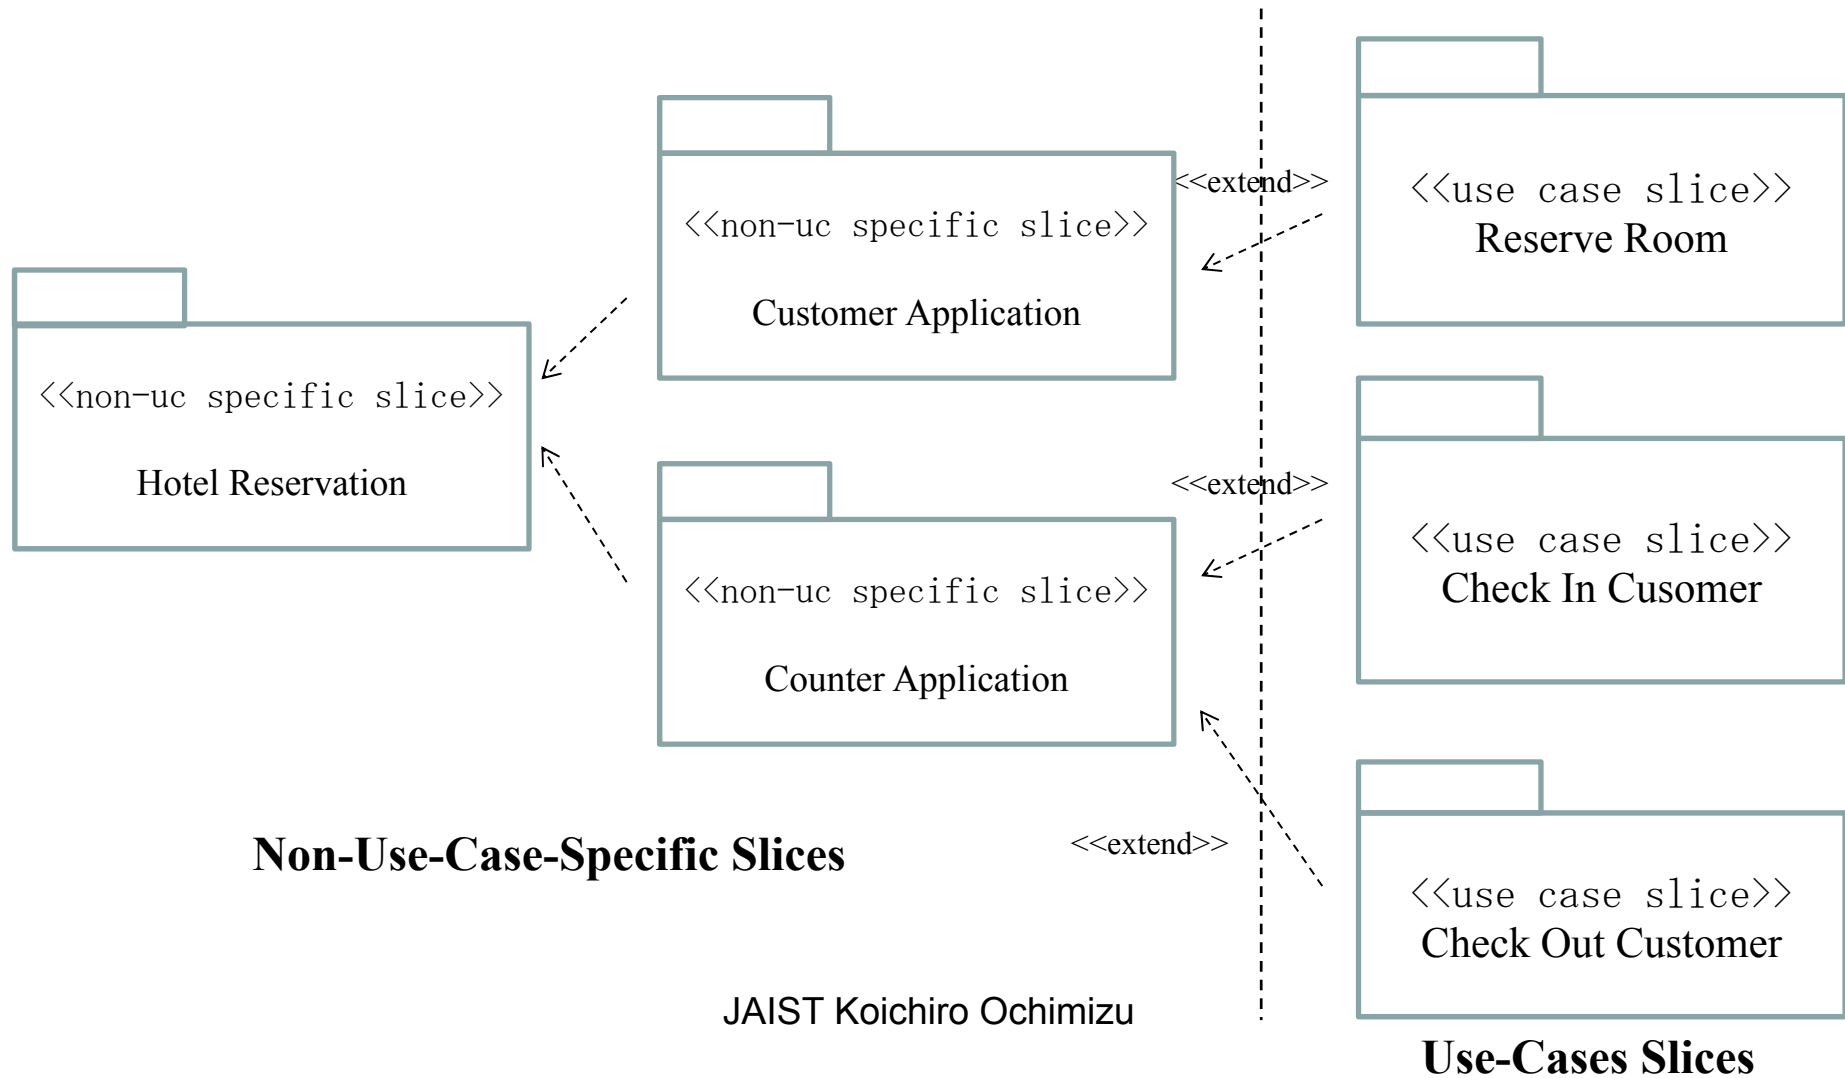 <<non-uc specific slice>>
Hotel Reservation
<<non-uc specific slice>>
Customer Application
<<non-uc specific slice>>
Counter Application
<<extend>>
<<extend>>
<<extend>>
<<use case slice>>
Reserve Room
<<use case slice>>
Check In Cusomer
<<use case slice>>
Check Out Customer
Non-Use-Case-Specific Slices
JAIST Koichiro Ochimizu
Use-Cases Slices